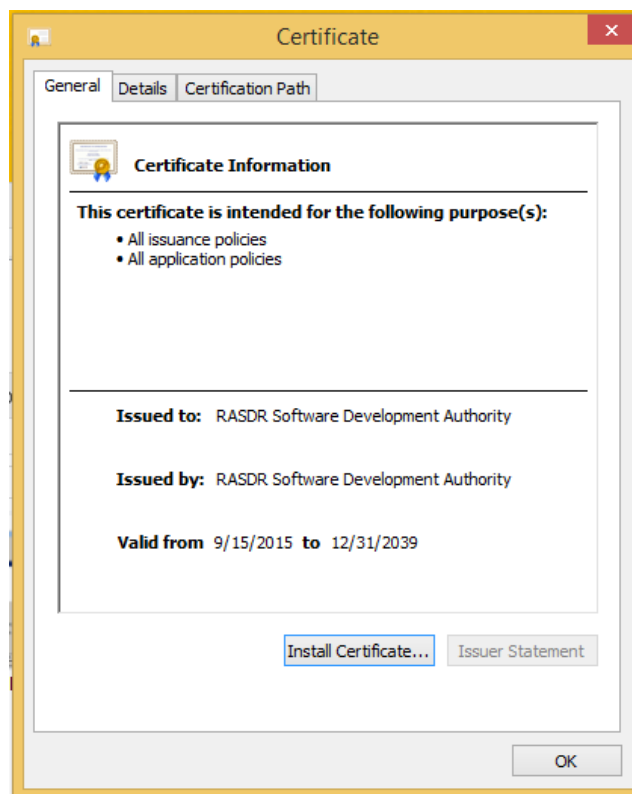 Certificate
General Details Certification Path
Certificate Information
This certificate is intended for the following purpose(s):
• All issuance policies
• All application policies
Issued to: RASDR Software Development Authority
Issued by: RASDR Software Development Authority
Valid from 9/15/2015 to 12/31/2039
Install Certificate... Issuer Statement
OK